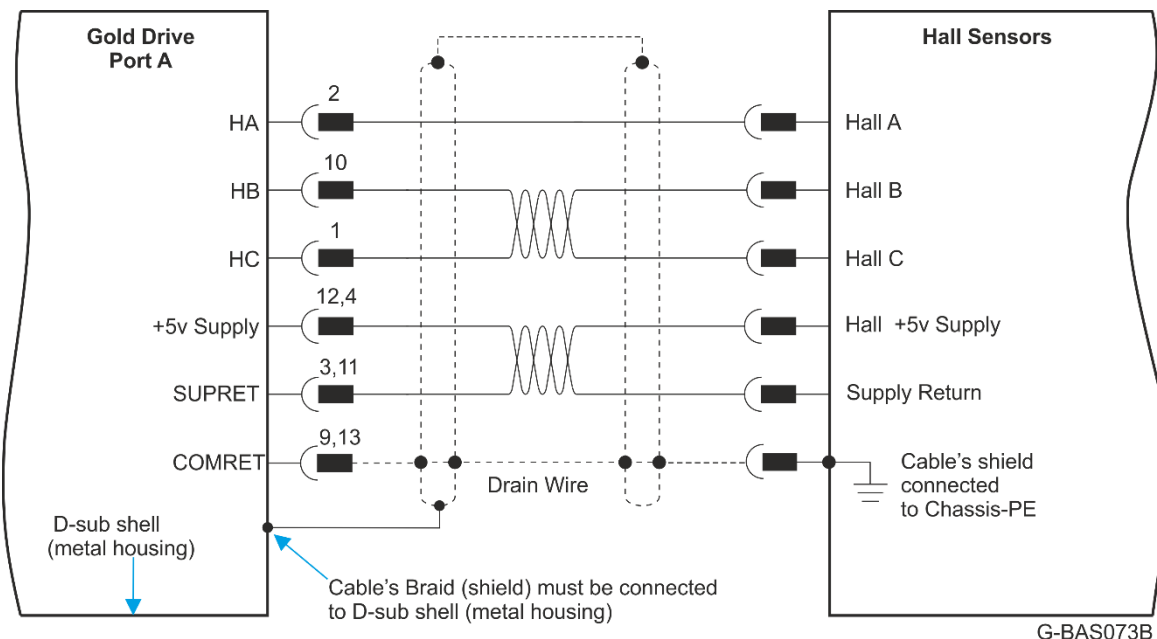 Gold Drive
Port A
Hall Sensors
2
HA
Hall A
10
HB
Hall B
1
HC
Hall C
12,4
+5v Supply
Hall +5v Supply
3,11
SUPRET
Supply Return
9,13
COMRET
Drain Wire
Cable's shield
connected
to Chassis-PE
D-sub shell
(metal housing)
Cable's Braid (shield) must be connected
to D-sub shell (metal housing)
G-BAS073B